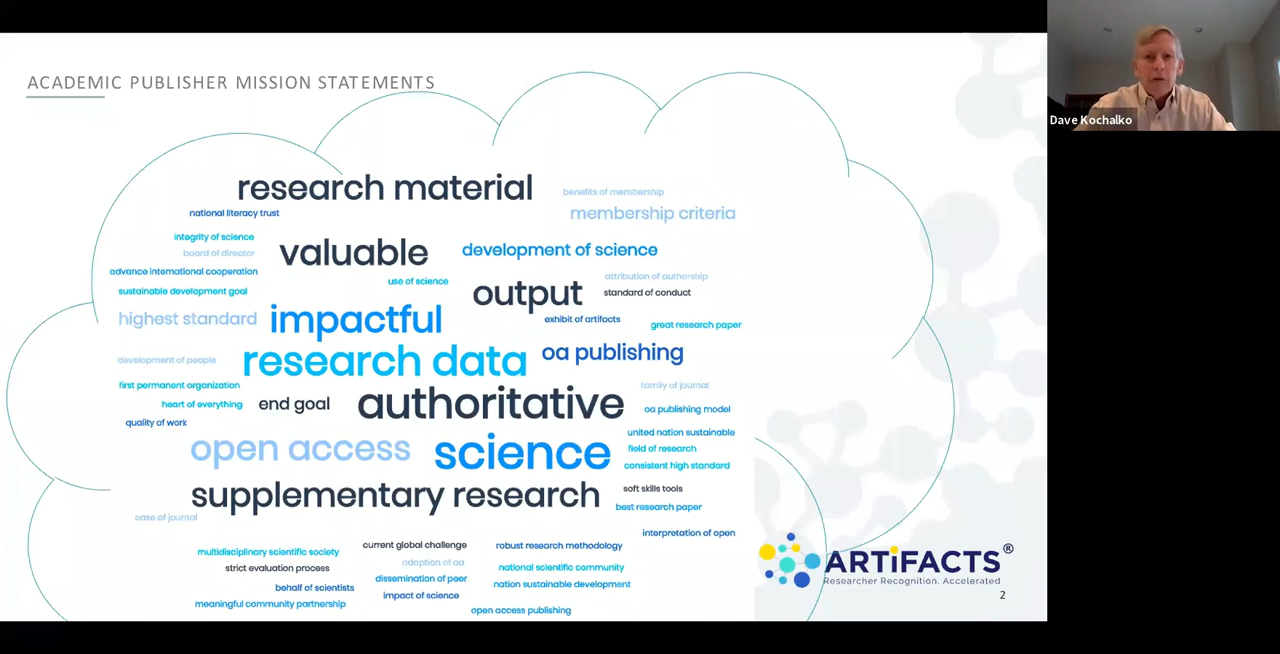 ACADEMIC PUBLISHER MISSION STATEMENTS
Dave Kochalko
research material
benefits of membership
national literacy trust
membership criteria
integrity of science
valuable
development of science
board of director
advance international cooperation
use of science
attribution of authorship
sustainable development goal
output
standard of conduct
highest standard
impactful
exhibit of artifacts
great research paper
development of people
research data
oa publishing
first permanent organization
family of journal
heart of everything
end goal
authoritative
oa publishing model
quality of work
united nation sustainable
open access
science
field of research
consistent high standard
supplementary research
soft skills tools
best research paper
case of journal
interpretation of open
multidisciplinary scientific society
current global challenge
robust research methodology
strict evaluation process
adoption of oa
national scientific community
behalf of scientists
dissemination of peer
nation sustainable development
meaningful community partnership
impact of science
open access publishing
ARTiFACTS®
Researcher Recognition, Accelerated
2